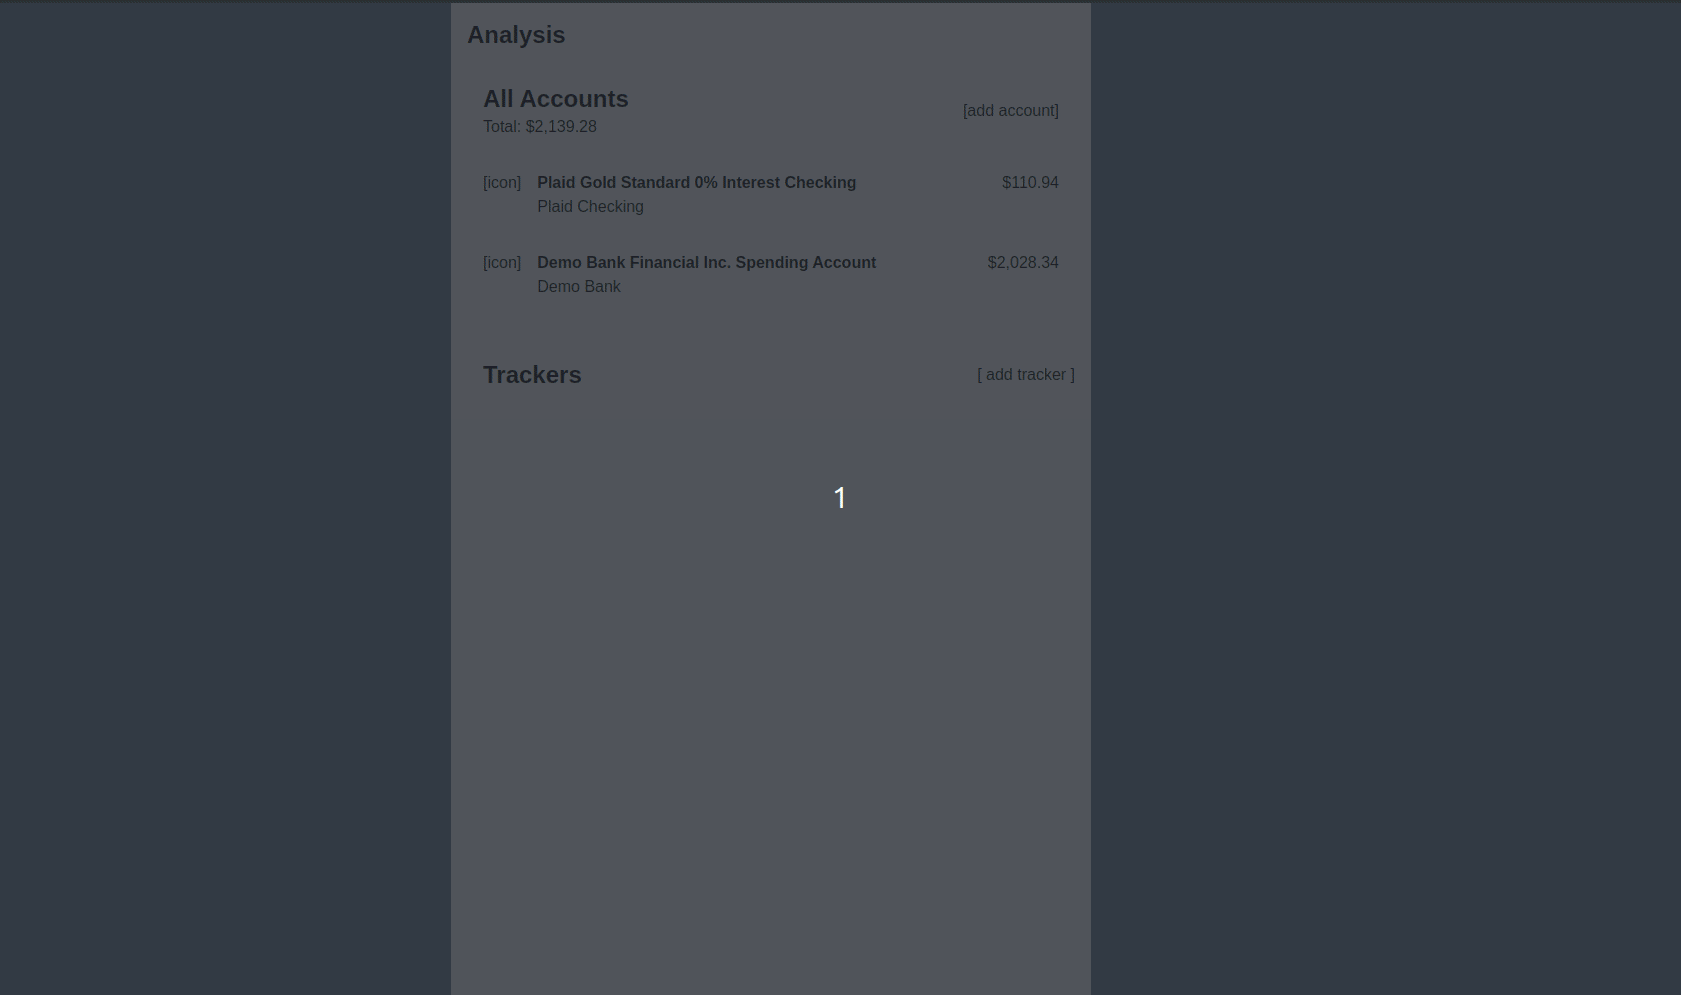 Analysis
All Accounts
[add account]
Total: $2,139.28
[icon] Plaid Gold Standard 0% Interest Checking $110.94
Plaid Checking
[icon] Demo Bank Financial Inc. Spending Account $2,028.34
Demo Bank
Trackers [ add tracker ]
1